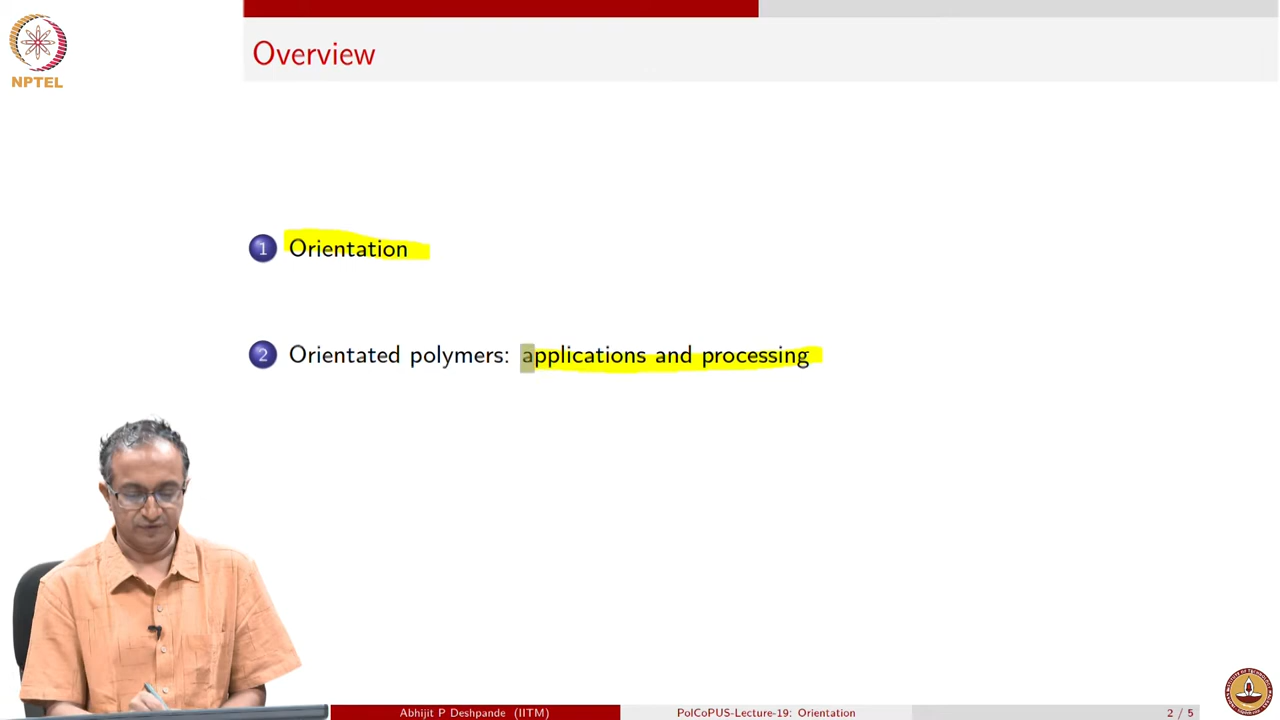 NPTEL
Overview
1 Orientation
2 Orientated polymers: applications and processing
Abhijit P Deshpande (IITM)
PolCoPUS-Lecture-19: Orientation
2 / 5